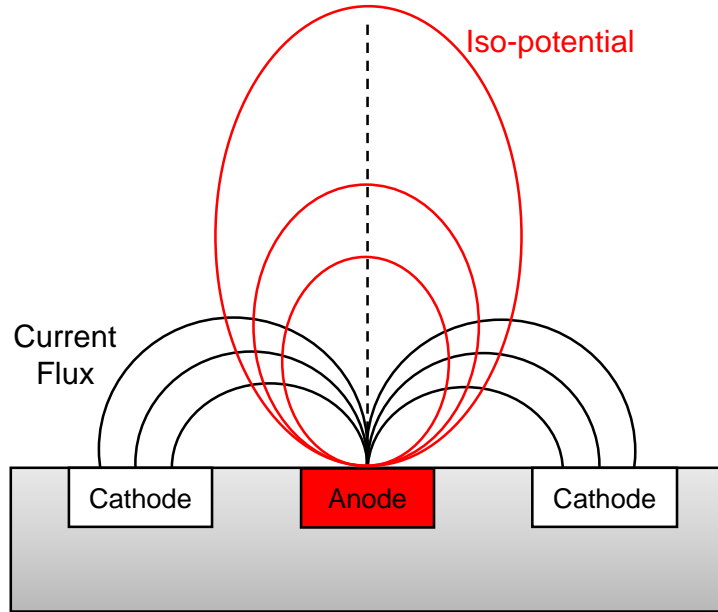 Iso-potential
Current
Flux
Cathode
Anode
Cathode